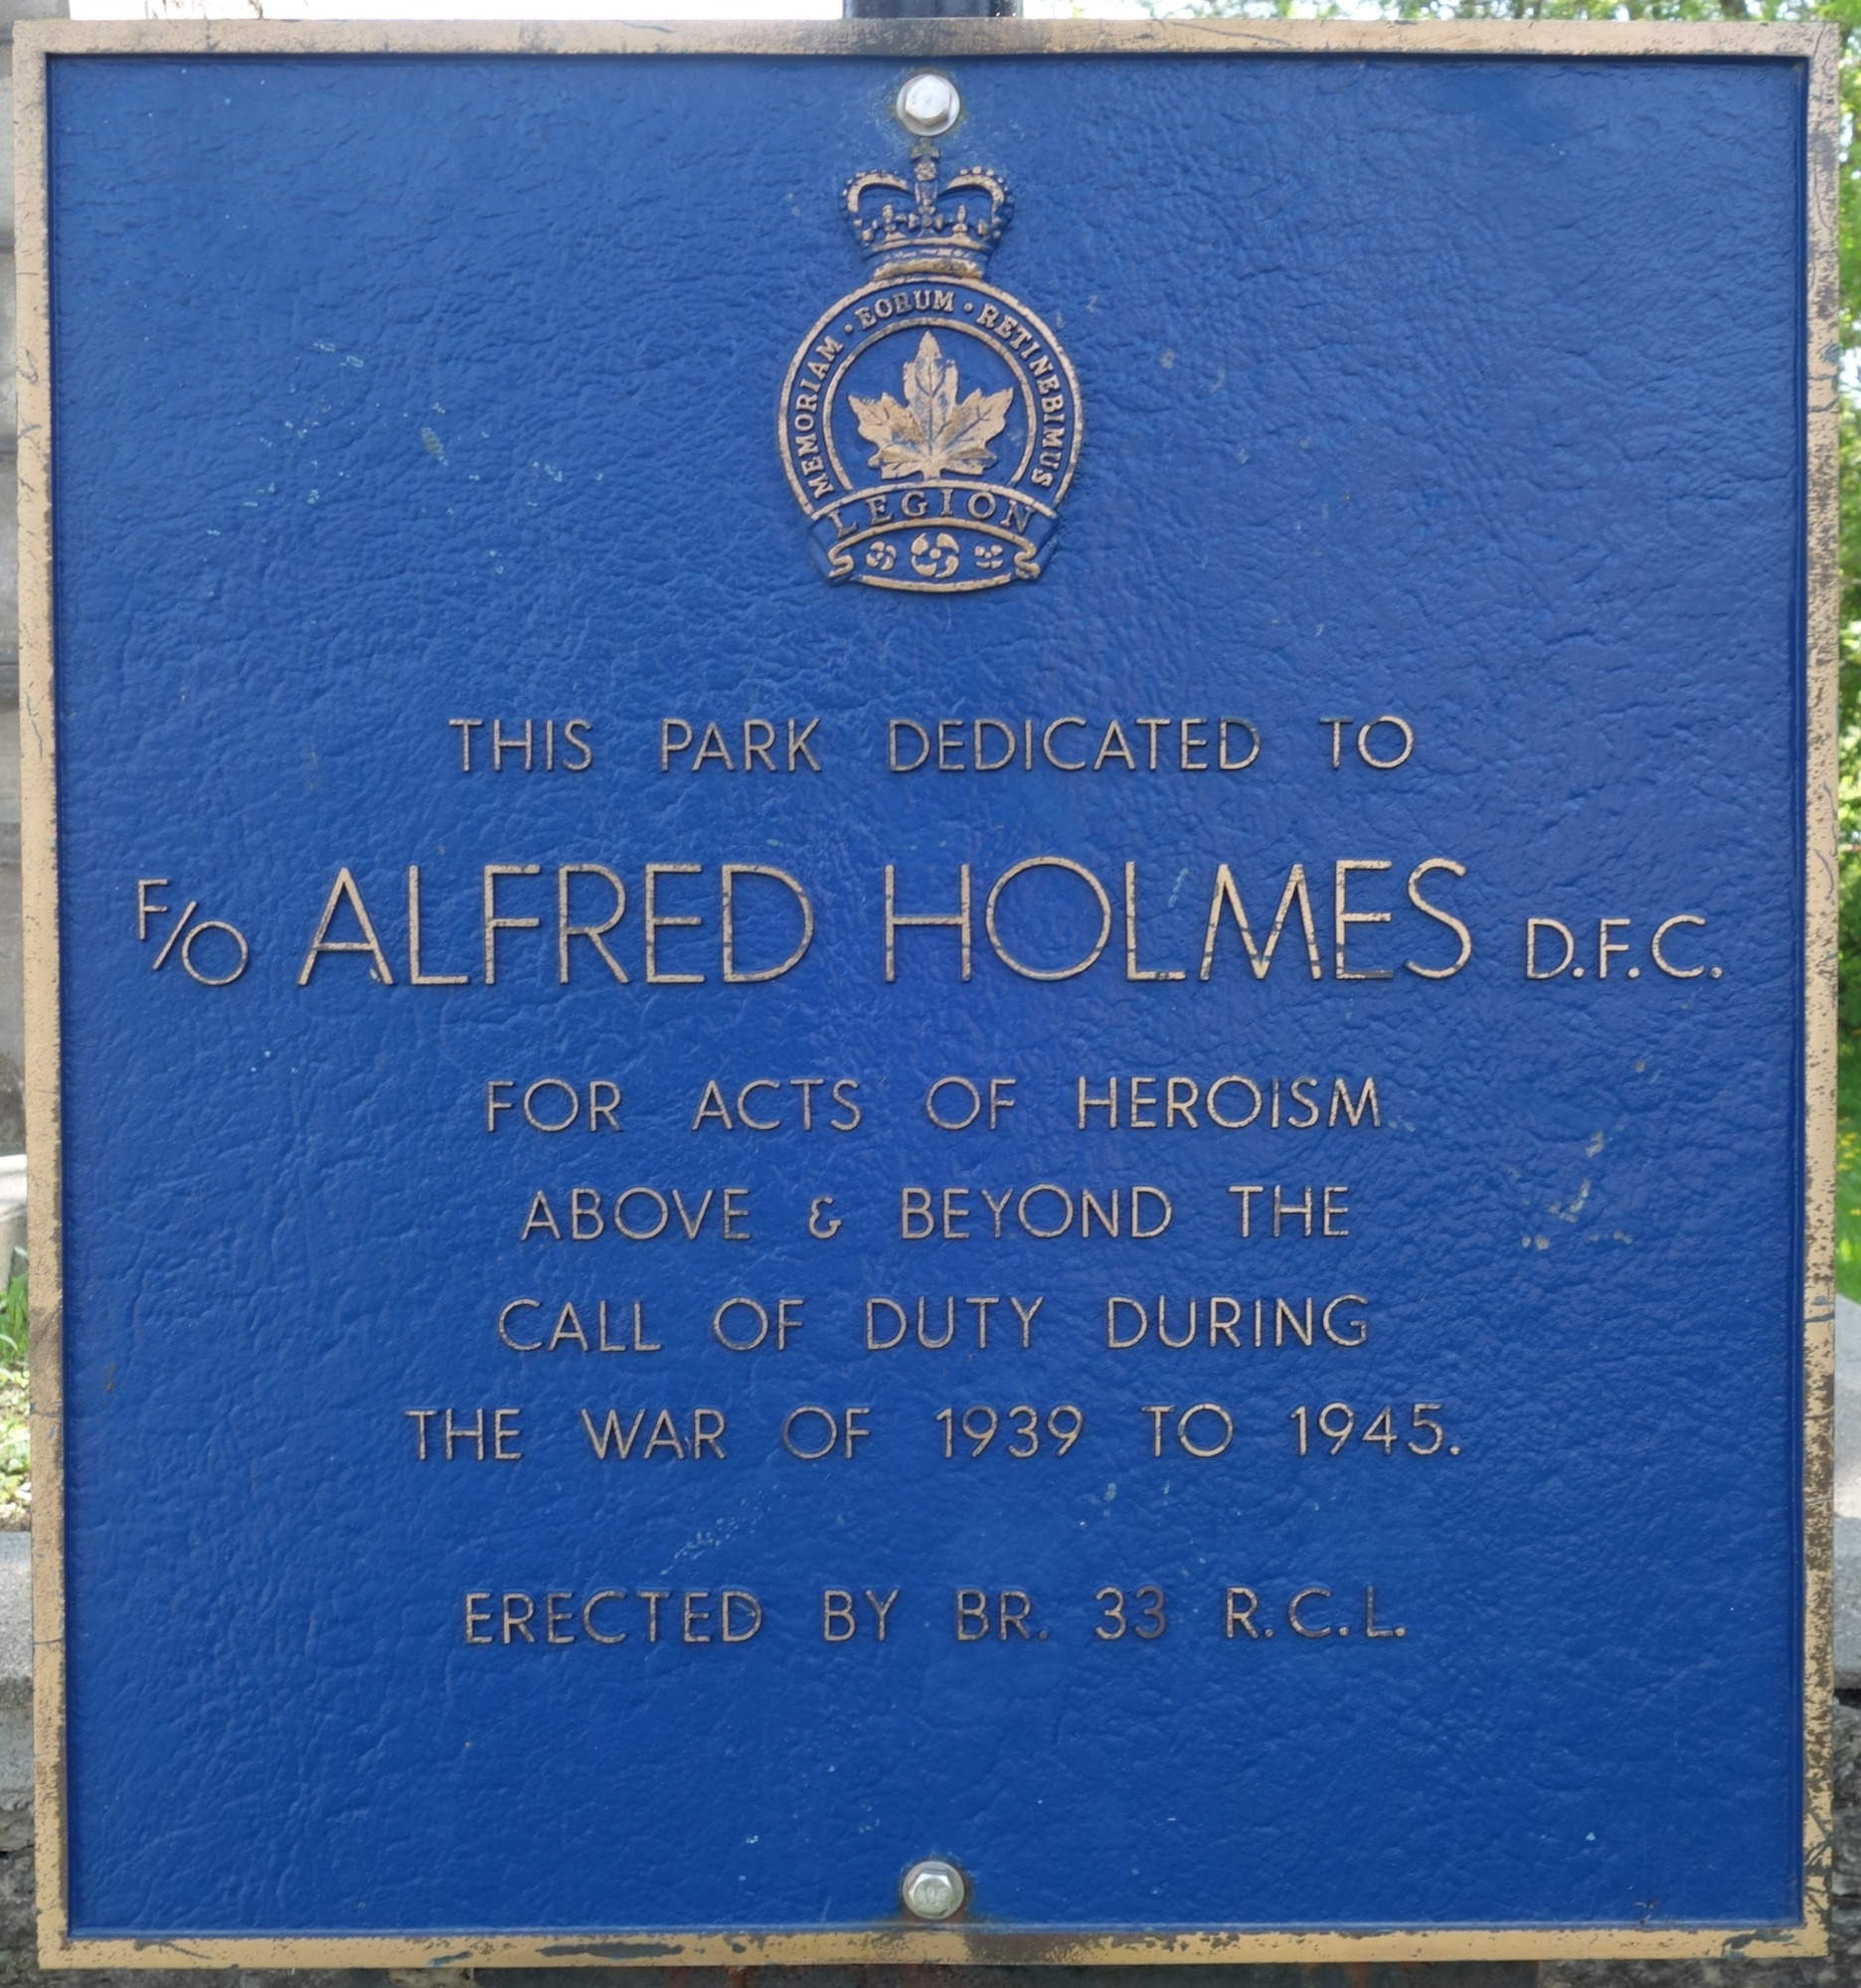 MEMORIAM · EORUM · RETINEBIMUS
LEGION
THIS PARK DEDICATED TO
F/O ALFRED HOLMES D.F.C.
FOR ACTS OF HEROISM
ABOVE & BEYOND THE
CALL OF DUTY DURING
THE WAR OF 1939 TO 1945.
ERECTED BY BR. 33 R.C.L.